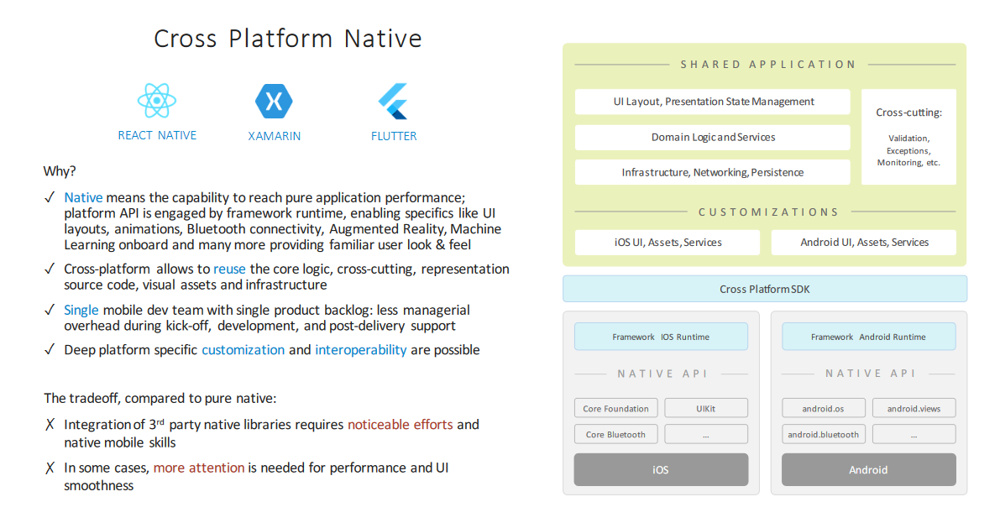 Cross Platform Native
REACT NATIVE
XAMARIN
FLUTTER
Why?
✓ Native means the capability to reach pure application performance;
platform API is engaged by framework runtime, enabling specifics like UI
layouts, animations, Bluetooth connectivity, Augmented Reality, Machine
Learning onboard and many more providing familiar user look & feel
✓ Cross-platform allows to reuse the core logic, cross-cutting, representation
source code, visual assets and infrastructure
✓ Single mobile dev team with single product backlog: less managerial
overhead during kick-off, development, and post-delivery support
✓ Deep platform specific customization and interoperability are possible
The tradeoff, compared to pure native:
✗ Integration of 3rd party native libraries requires noticeable efforts and
native mobile skills
✗ In some cases, more attention is needed for performance and UI
smoothness
SHARED APPLICATION
UI Layout, Presentation State Management
Domain Logic and Services
Infrastructure, Networking, Persistence
Cross-cutting:
Validation,
Exceptions,
Monitoring, etc.
CUSTOMIZATIONS
iOS UI, Assets, Services
Android UI, Assets, Services
Cross Platform SDK
Framework IOS Runtime
NATIVE API
Core Foundation
UIKit
Core Bluetooth
...
iOS
Framework Android Runtime
NATIVE API
android.os
android.views
android.bluetooth
...
Android